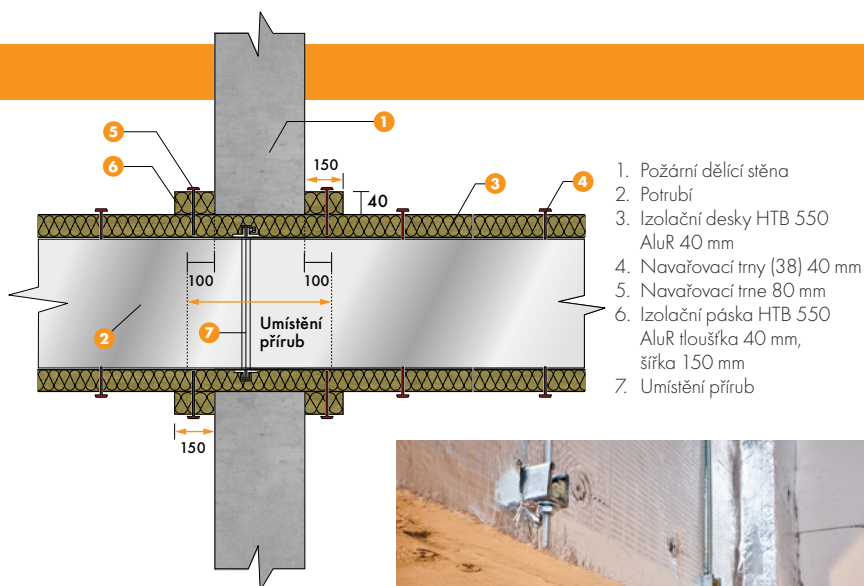 1
5
150
6
3
4
40
100
100
Umístění
přírub
7
2
150
1. Požární dělící stěna
2. Potrubí
3. Izolační desky HTB 550
AluR 40 mm
4. Navařovací trny (38) 40 mm
5. Navařovací trne 80 mm
6. Izolační páska HTB 550
AluR tloušťka 40 mm,
šířka 150 mm
7. Umístění přírub